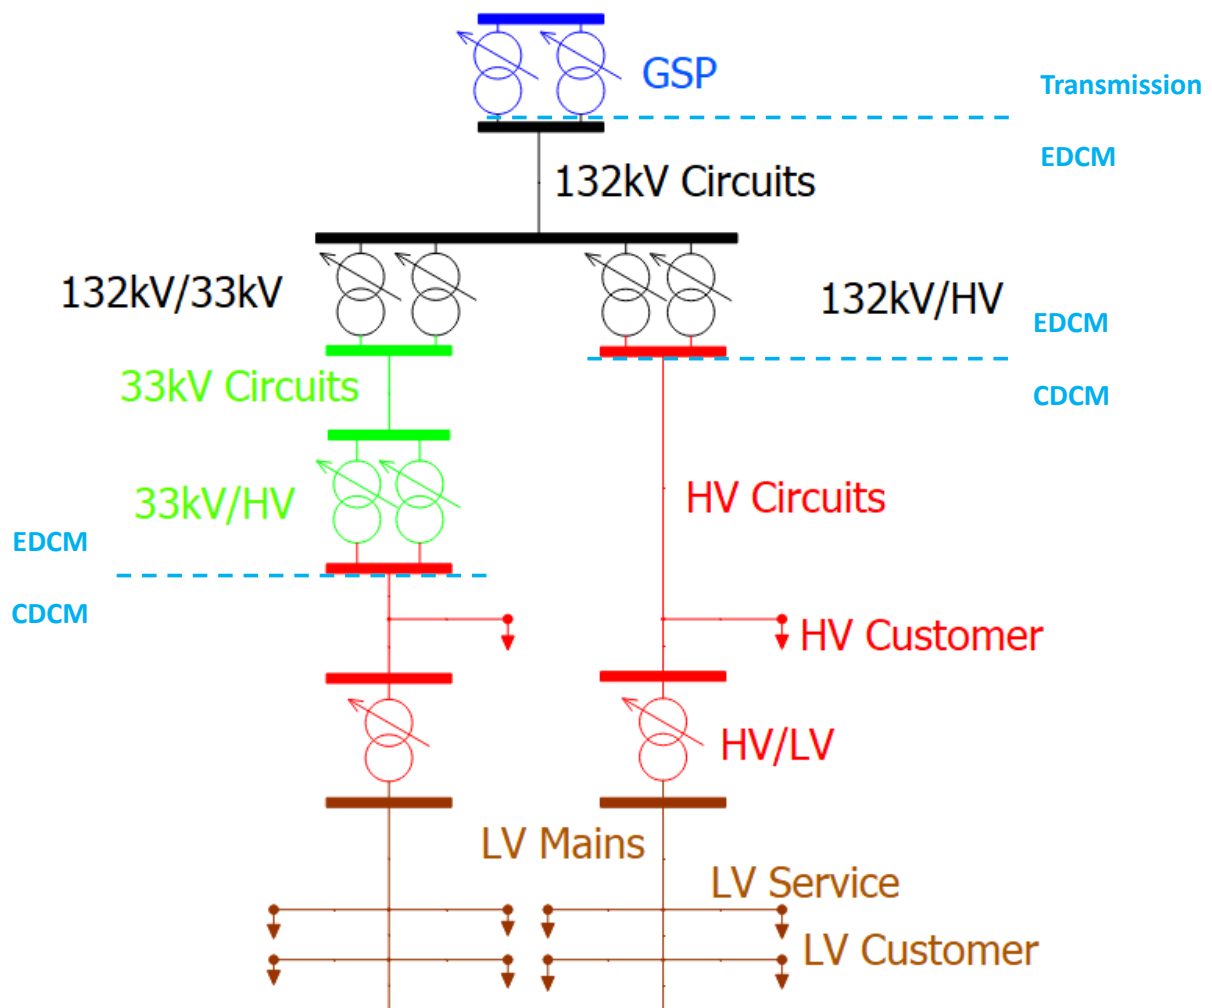 GSP
Transmission
EDCM
132kV Circuits
132kV/33kV
132kV/HV
EDCM
33kV Circuits
CDCM
33kV/HV
HV Circuits
EDCM
CDCM
HV Customer
HV/LV
LV Mains
LV Service
LV Customer